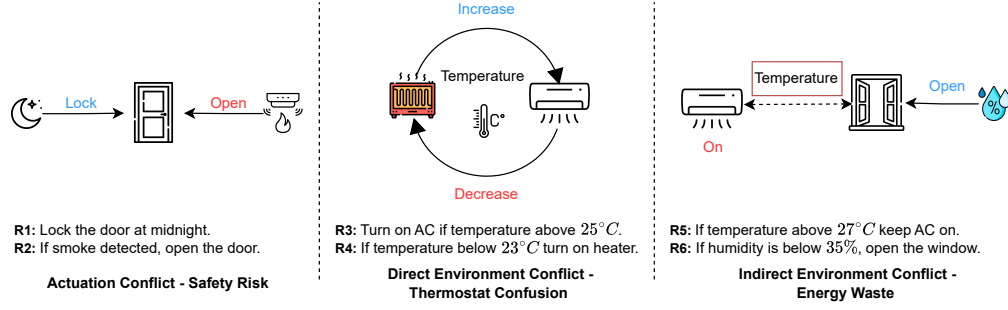 Lock
Open
R1: Lock the door at midnight.
R2: If smoke detected, open the door.
Actuation Conflict - Safety Risk
Increase
Temperature
C°
Decrease
R3: Turn on AC if temperature above 25°C.
R4: If temperature below 23°C turn on heater.
Direct Environment Conflict -
Thermostat Confusion
Temperature
Open
%
On
R5: If temperature above 27°C keep AC on.
R6: If humidity is below 35%, open the window.
Indirect Environment Conflict -
Energy Waste